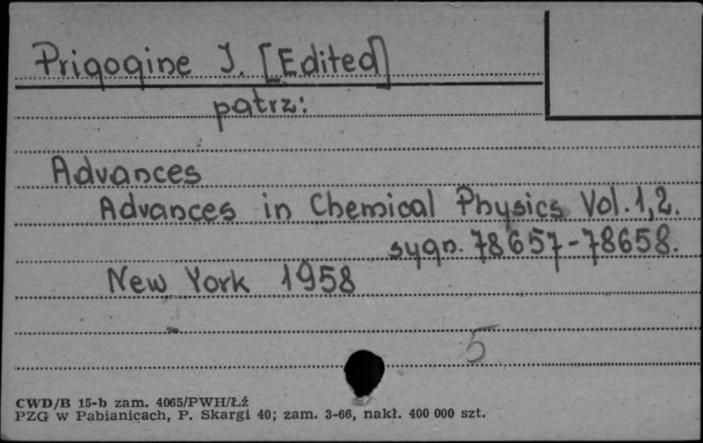 Prigogine J. [Edited]
patrz:
Advances
Advances in Chemical Physics Vol. 1,2.
sygn. 78657-78658.
New York 1958
5
CWD/B 15-b zam. 4065/PWH/Łź
PZG w Pabianicach, P. Skargi 40; zam. 3-66, nakł. 400 000 szt.